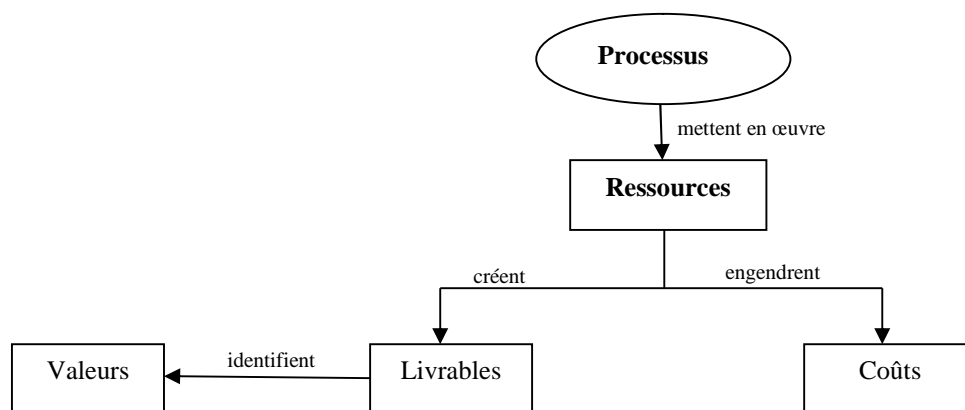 Processus
mettent en œuvre
Ressources
créent
engendrent
Valeurs
identifient
Livrables
Coûts